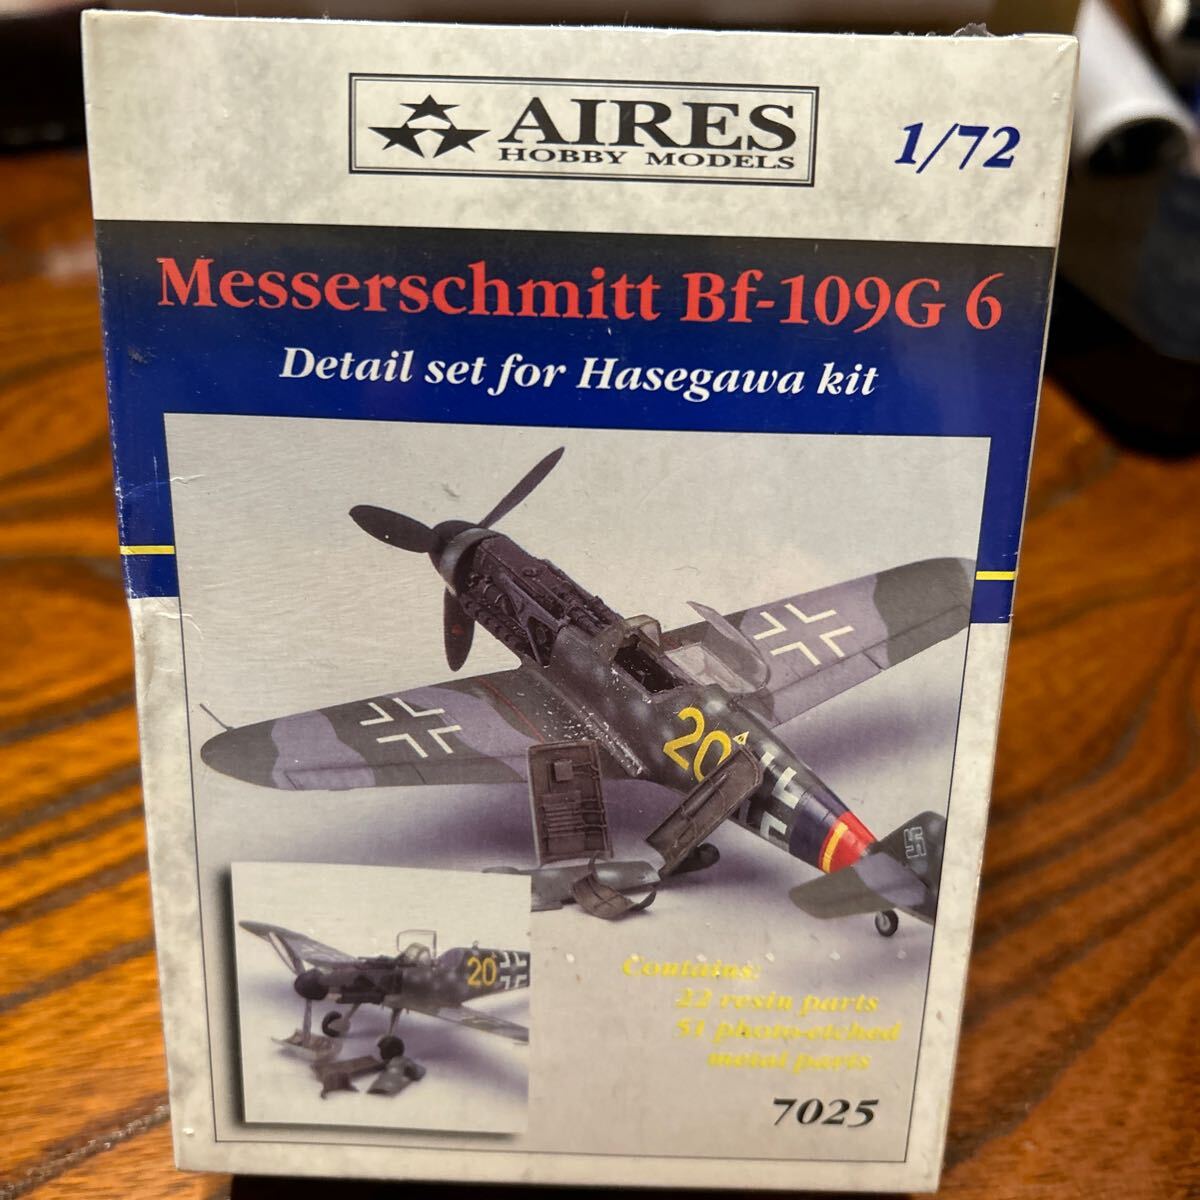 AIRES
HOBBY MODELS
1/72
Messerschmitt Bf-109G 6
Detail set for Hasegawa kit
20
20
Contains:
22 resin parts
51 photo-etched
metal parts
7025